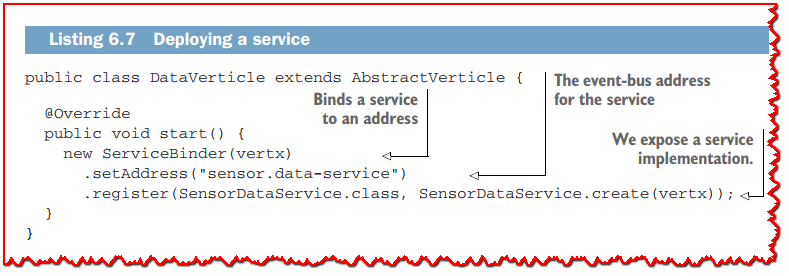 Listing 6.7 Deploying a service
public class DataVerticle extends AbstractVerticle {
The event-bus address
for the service
Binds a service
to an address
@Override
public void start() {
We expose a service
implementation.
new ServiceBinder(vertx)
.setAddress("sensor.data-service")
.register(SensorDataService.class, SensorDataService.create(vertx));
}
}